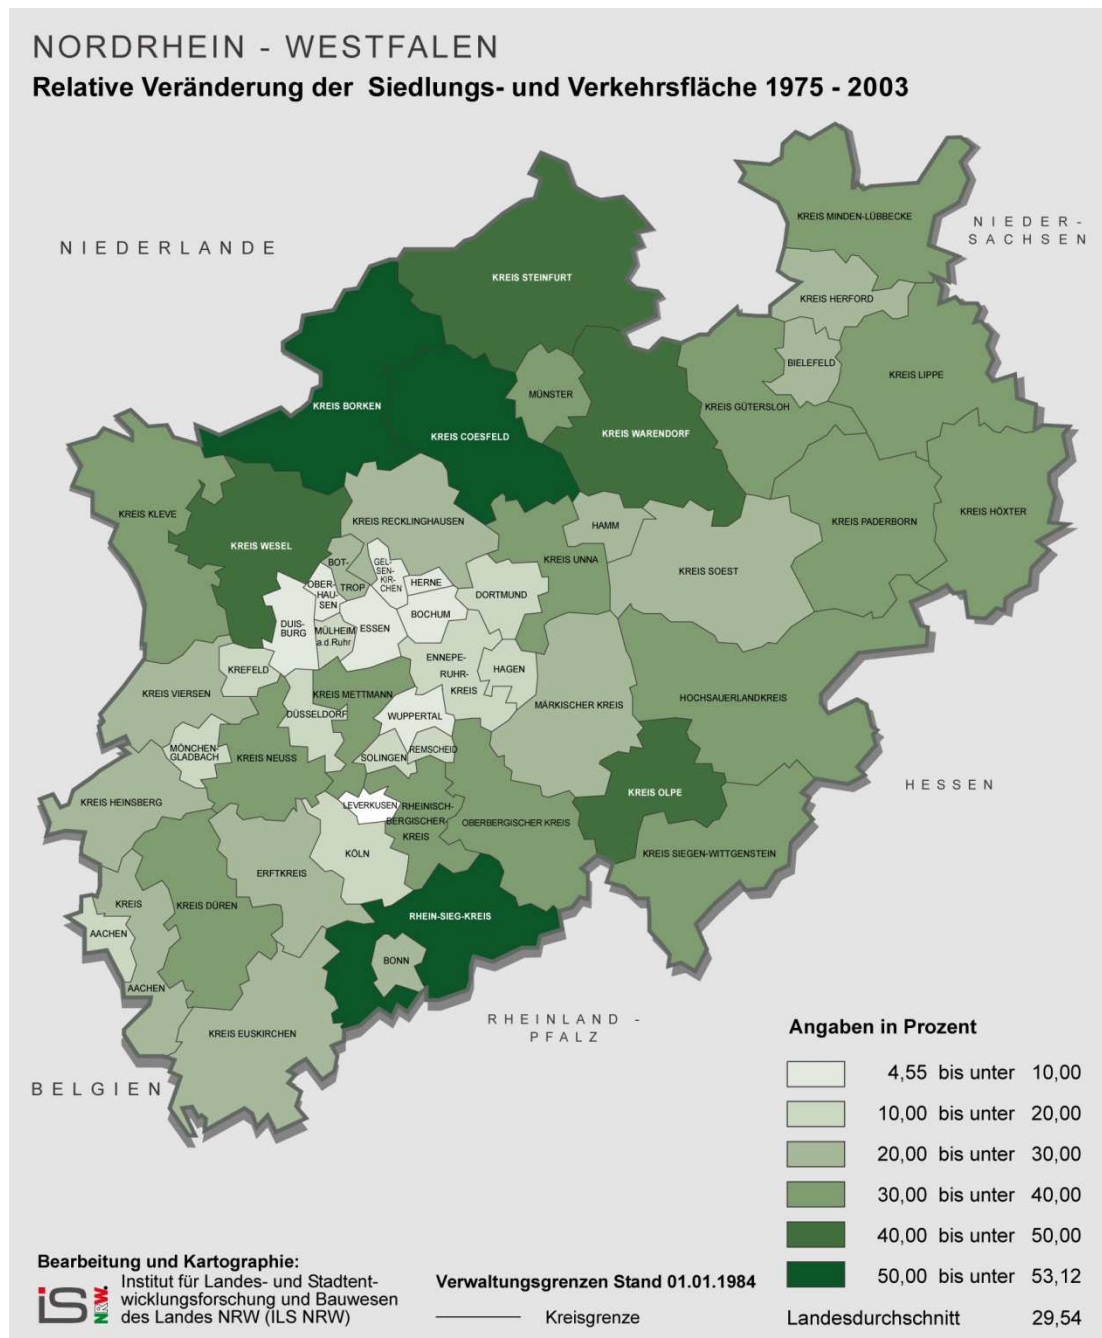 NORDRHEIN - WESTFALEN
Relative Veränderung der Siedlungs- und Verkehrsfläche 1975 - 2003
NIEDERLANDE
NIEDER-
SACHSEN
KREIS MINDEN-LÜBBECKE
KREIS STEINFURT
KREIS HERFORD
BIELEFELD
KREIS LIPPE
MÜNSTER
KREIS BORKEN
KREIS GÜTERSLOH
KREIS COESFELD
KREIS WARENDORF
KREIS KLEVE
KREIS RECKLINGHAUSEN
HAMM
KREIS PADERBORN
KREIS HÖXTER
KREIS WESEL
KREIS UNNA
KREIS SOEST
BOT-
TROP
GEL-
SEN-
KIR-
CHEN
HERNE
OBER-
HAU-
SEN
DORTMUND
BOCHUM
DUIS-
BURG
MÜLHEIM
a.d.Ruhr
ESSEN
ENNEPE-
RUHR-
KREIS
HAGEN
KREFELD
KREIS VIERSEN
KREIS METTMANN
HOCHSAUERLANDKREIS
MÄRKISCHER KREIS
DÜSSELDORF
WUPPERTAL
MÖNCHEN-
GLADBACH
KREIS NEUSS
SOLINGEN
REMSCHEID
HESSEN
KREIS OLPE
KREIS HEINSBERG
LEVERKUSEN
RHEINISCH-
BERGISCHER-
KREIS
OBERBERGISCHER KREIS
KÖLN
KREIS SIEGEN-WITTGENSTEIN
ERFTKREIS
KREIS
AACHEN
KREIS DÜREN
RHEIN-SIEG-KREIS
AACHEN
BONN
KREIS EUSKIRCHEN
RHEINLAND -
PFALZ
BELGIEN
Angaben in Prozent
4,55 bis unter 10,00
10,00 bis unter 20,00
20,00 bis unter 30,00
30,00 bis unter 40,00
40,00 bis unter 50,00
50,00 bis unter 53,12
Landesdurchschnitt 29,54
Bearbeitung und Kartographie:
iLS NRW.
Institut für Landes- und Stadtent-
wicklungsforschung und Bauwesen
des Landes NRW (ILS NRW)
Verwaltungsgrenzen Stand 01.01.1984
Kreisgrenze